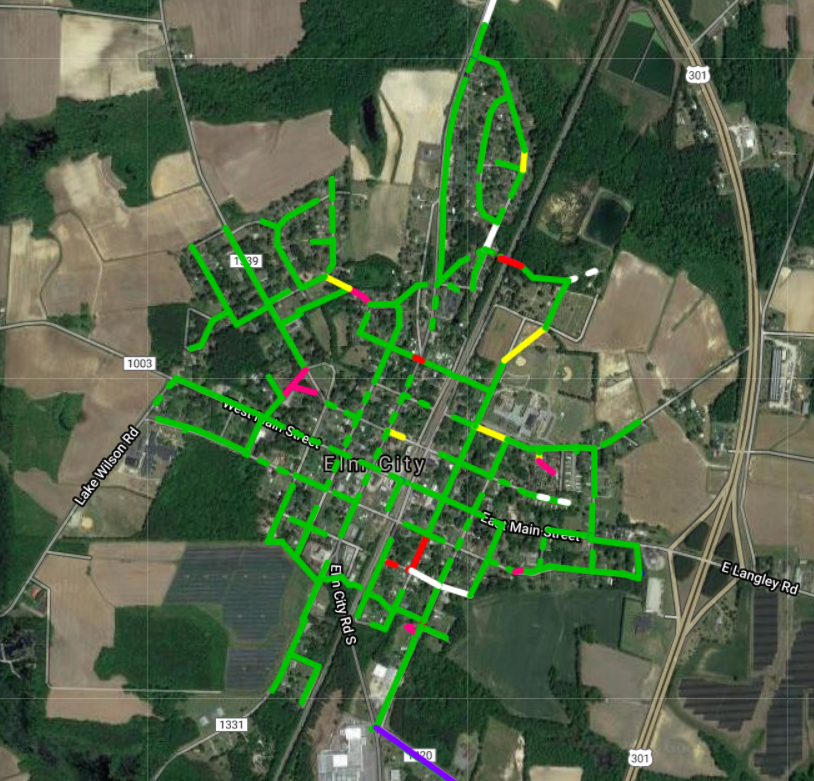 301
1339
1003
West Main Street
Lake Wilson Rd
Elm City
East Main Street
E Langley Rd
Elm City Rd S
1331
301